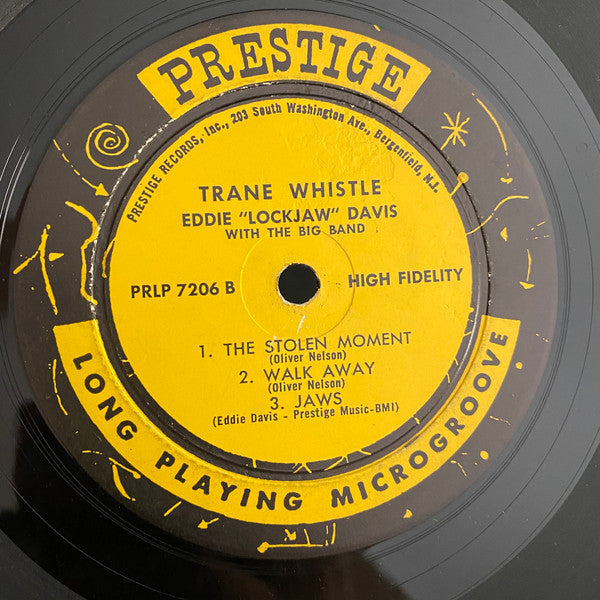 PRESTIGE
PRESTIGE RECORDS, Inc., 203 South Washington Ave., Bergenfield, N.J.
TRANE WHISTLE
EDDIE "LOCKJAW" DAVIS
WITH THE BIG BAND
PRLP 7206 B
HIGH FIDELITY
1. THE STOLEN MOMENT
(Oliver Nelson)
2. WALK AWAY
(Oliver Nelson)
3. JAWS
(Eddie Davis - Prestige Music-BMI)
LONG PLAYING MICROGROOVE